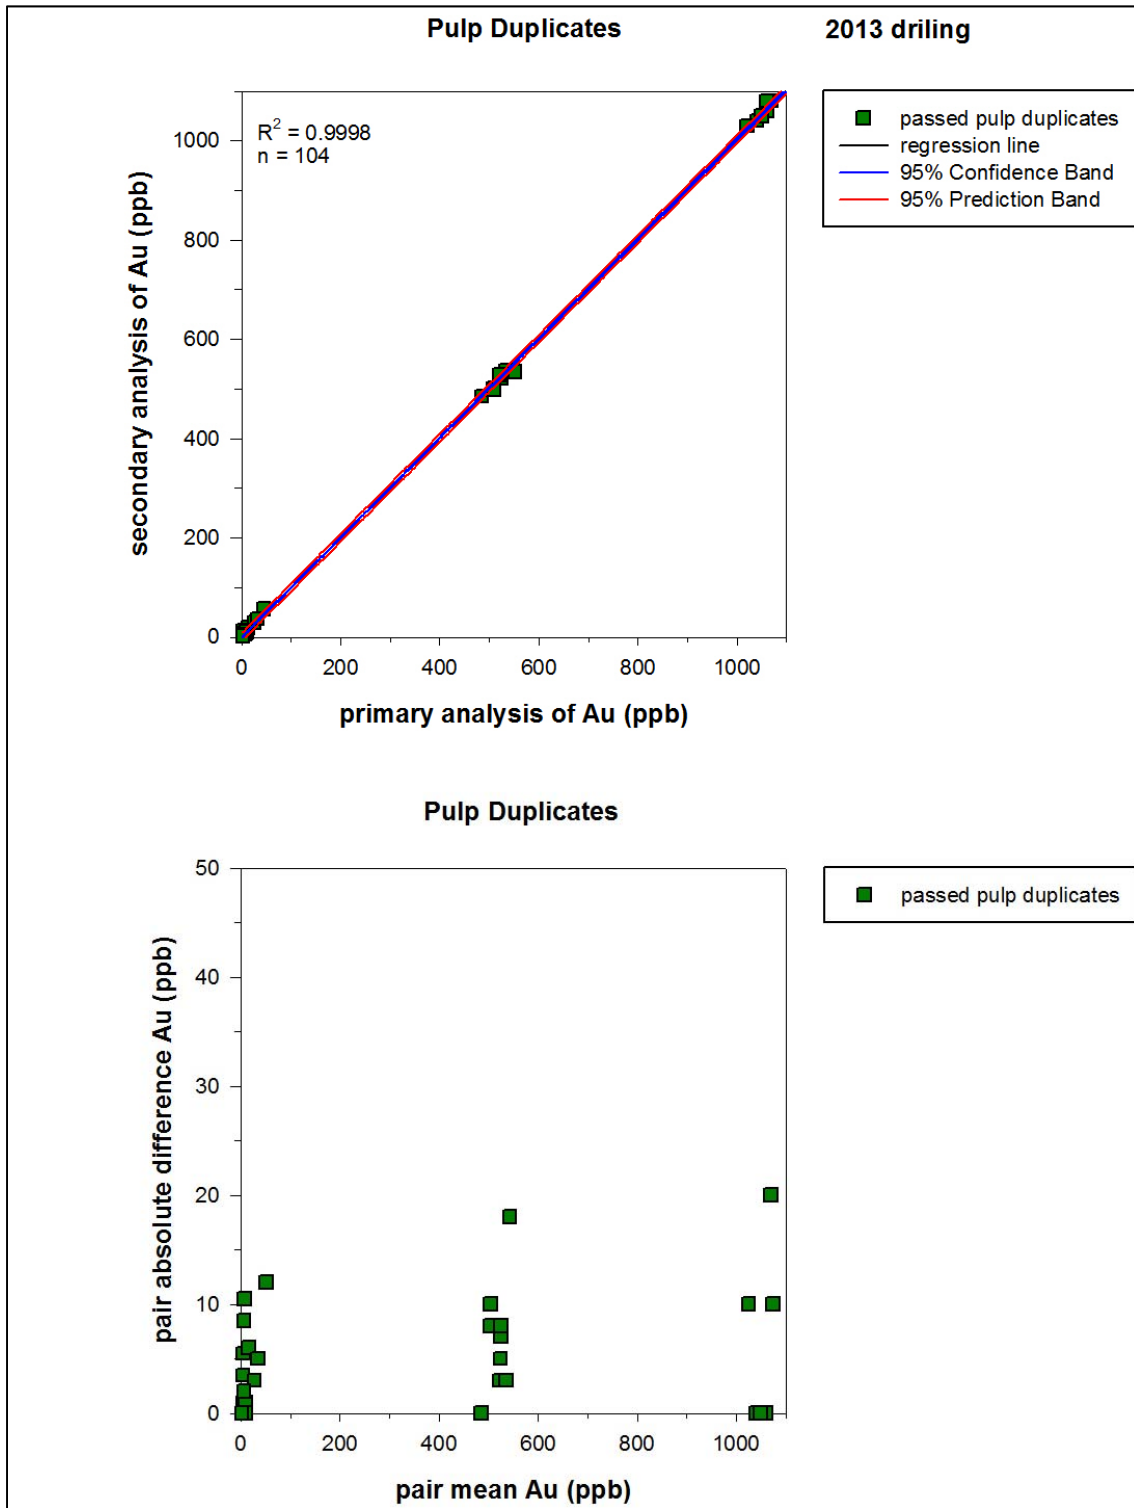 Pulp Duplicates
2013 driling
R² = 0.9998
n = 104
1000
800
600
400
200
0
0 200 400 600 800 1000
secondary analysis of Au (ppb)
primary analysis of Au (ppb)
passed pulp duplicates
regression line
95% Confidence Band
95% Prediction Band
Pulp Duplicates
50
40
30
20
10
0
0 200 400 600 800 1000
pair absolute difference Au (ppb)
pair mean Au (ppb)
passed pulp duplicates